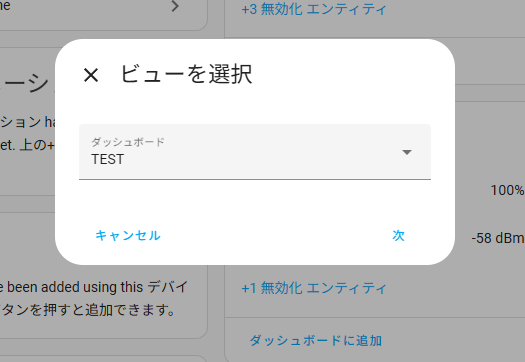 ne
+3 無効化 エンティティ
ビューを選択
ーシ
ション ha
et. 上の+
ダッシュボード
TEST
100%
キャンセル
次
-58 dBm
e been added using this デバイ
タンを押すと追加できます。
+1 無効化 エンティティ
ダッシュボードに追加